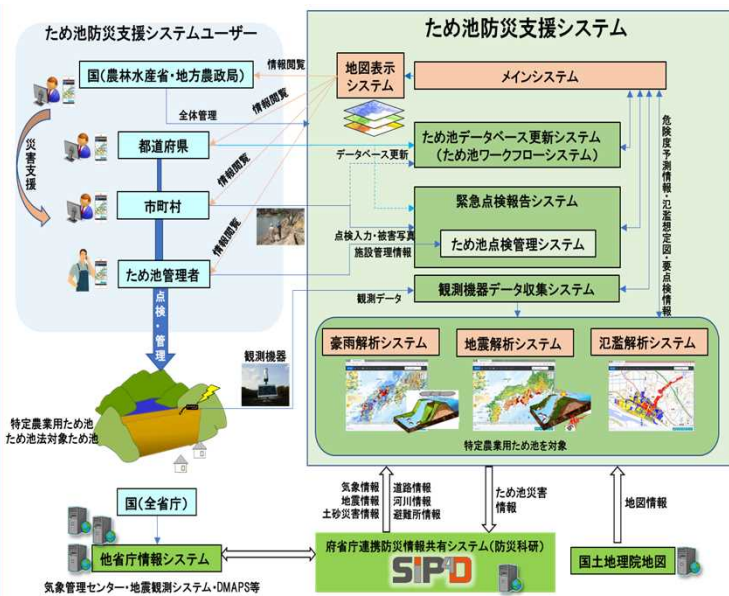 ため池防災支援システムユーザー
国(農林水産省・地方農政局)
都道府県
市町村
ため池管理者
災害支援
全体管理
情報閲覧
情報閲覧
情報閲覧
情報閲覧
点検・管理
観測機器
特定農業用ため池
ため池法対象ため池
ため池防災支援システム
地図表示
システム
メインシステム
ため池データベース更新システム
(ため池ワークフローシステム)
データベース更新
緊急点検報告システム
ため池点検管理システム
点検入力・被害写真
施設管理情報
観測機器データ収集システム
観測データ
危険度予測情報・氾濫想定図・要点検情報
豪雨解析システム
地震解析システム
氾濫解析システム
特定農業用ため池を対象
気象情報
地震情報
土砂災害情報
道路情報
河川情報
避難所情報
ため池災害
情報
地図情報
国(全省庁)
他省庁情報システム
気象管理センター・地震観測システム・DMAPS等
府省庁連携防災情報共有システム(防災科研)
SIP4D
国土地理院地図